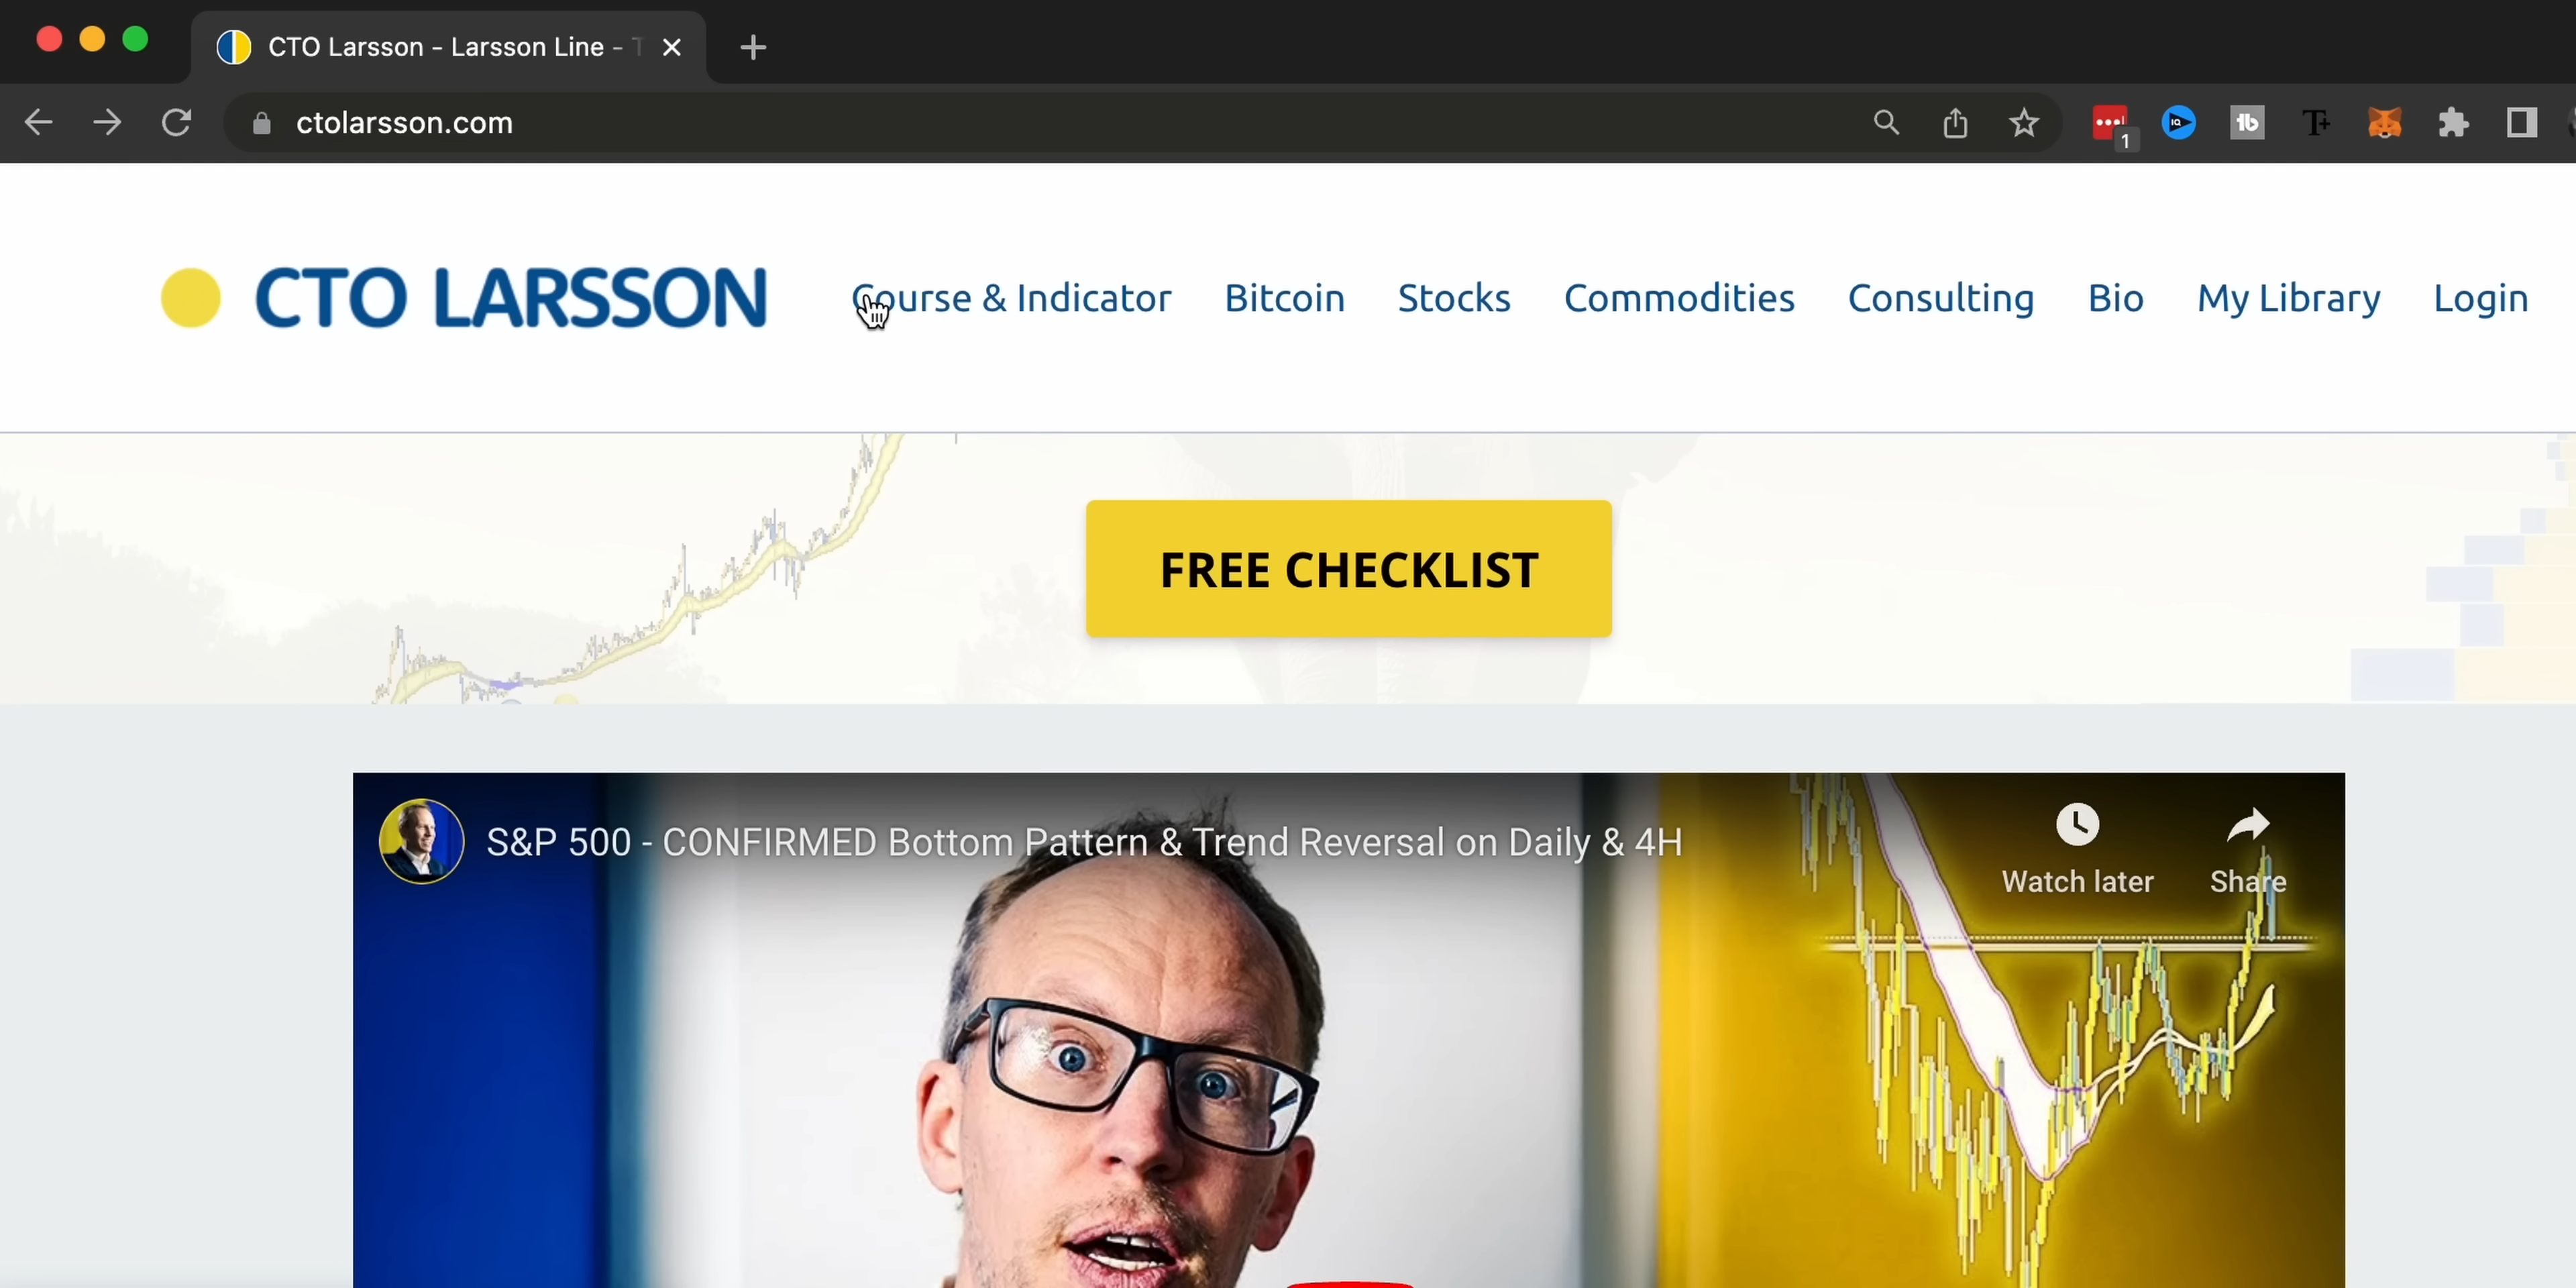 CTO Larsson - Larsson Line -
ctolarsson.com
1
CTO LARSSON
Course & Indicator Bitcoin Stocks Commodities Consulting Bio My Library Login
FREE CHECKLIST
S&P 500 - CONFIRMED Bottom Pattern & Trend Reversal on Daily & 4H
Watch later
Share